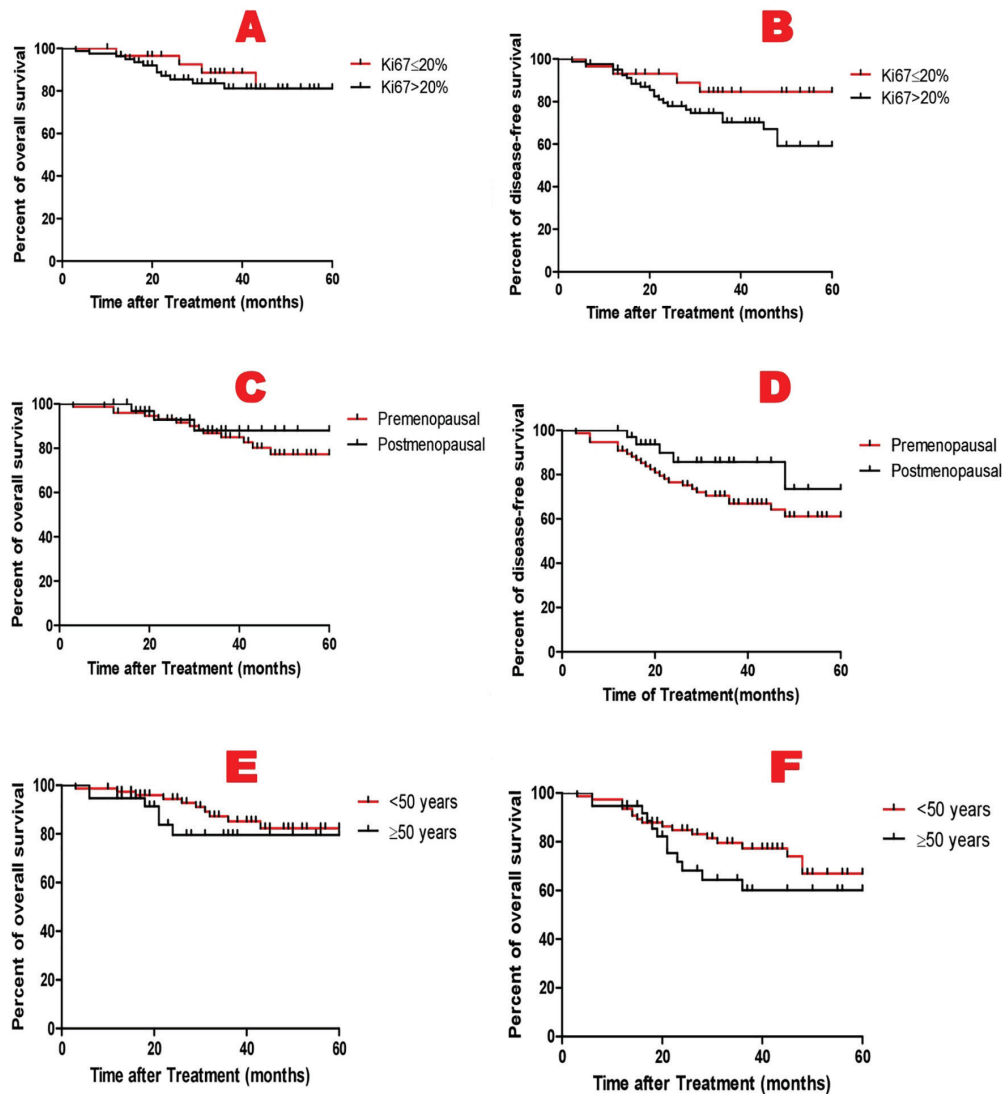 A
Percent of overall survival
100
80
60
40
20
0
0 20 40 60
Time after Treatment (months)
Ki67≤20%
Ki67>20%
B
Percent of disease-free survival
100
80
60
40
20
0
0 20 40 60
Time after Treatment (months)
Ki67≤20%
Ki67>20%
C
Percent of overall survival
100
80
60
40
20
0
0 20 40 60
Time after Treatment (months)
Premenopausal
Postmenopausal
D
Percent of disease-free survival
100
80
60
40
20
0
0 20 40 60
Time of Treatment(months)
Premenopausal
Postmenopausal
E
Percent of overall survival
100
80
60
40
20
0
0 20 40 60
Time after Treatment (months)
<50 years
≥50 years
F
Percent of overall survival
100
80
60
40
20
0
0 20 40 60
Time after Treatment (months)
<50 years
≥50 years